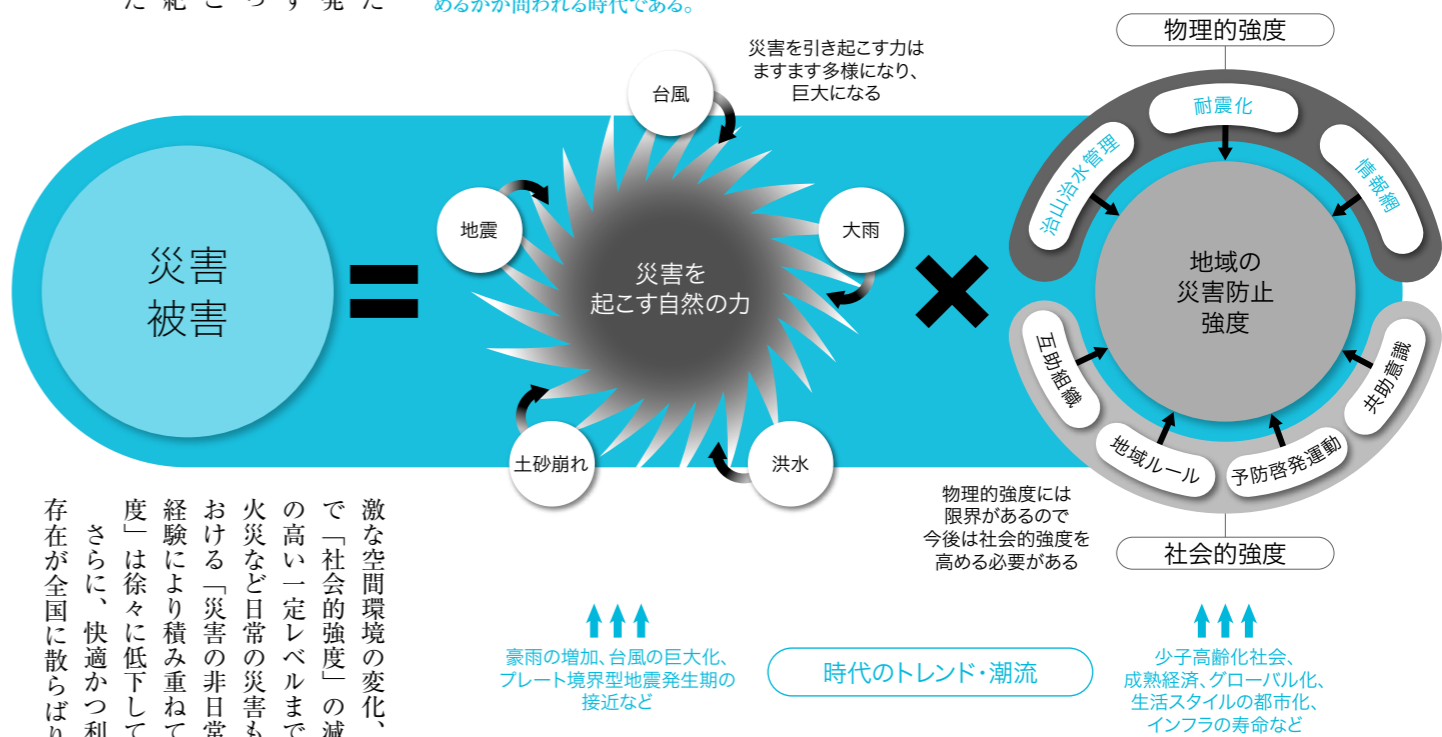 めるかが問われる時代である。
物理的強度
災害を引き起こす力は
ますます多様になり、
巨大になる
台風
耐震化
治山治水管理
情報網
地震
大雨
災害
被害
=
災害を
起こす自然の力
×
地域の
災害防止
強度
互助組織
共助意識
地域ルール
予防啓発運動
土砂崩れ
洪水
物理的強度には
限界があるので
今後は社会的強度を
高める必要がある
社会的強度
激な空間環境の変化、
で「社会的強度」の減
の高い一定レベルまで
火災など日常の災害も
おける「災害の非日常
経験により積み重ねて
度」は徐々に低下して
さらに、快適かつ利
存在が全国に散らばり
豪雨の増加、台風の巨大化、
プレート境界型地震発生期の
接近など
時代のトレンド・潮流
少子高齢化社会、
成熟経済、グローバル化、
生活スタイルの都市化、
インフラの寿命など